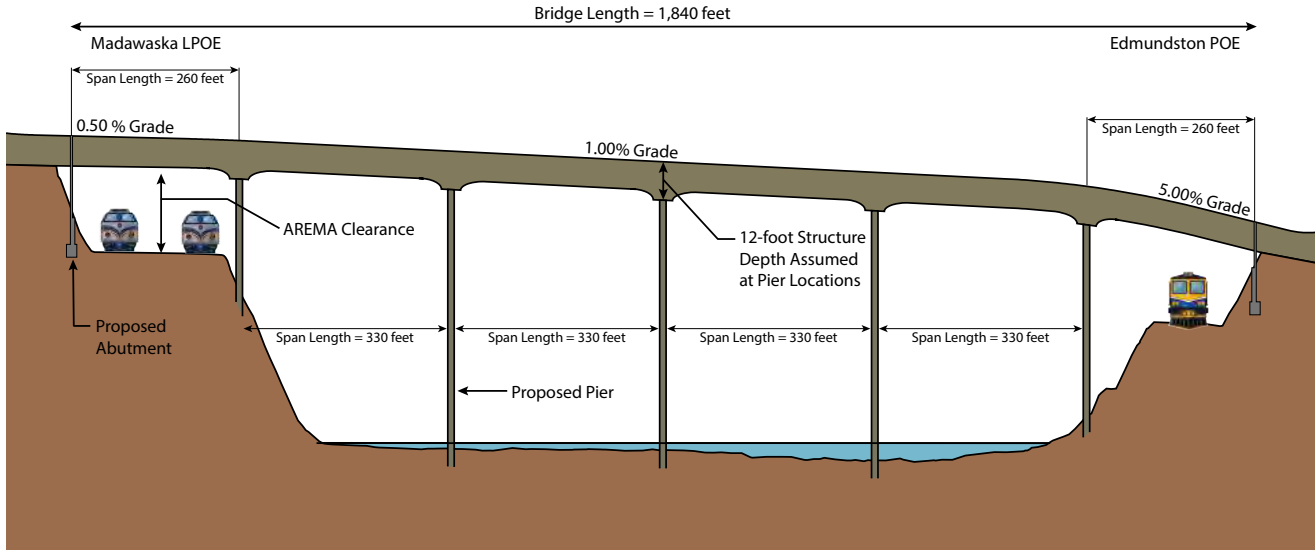 Bridge Length = 1,840 feet
Madawaska LPOE
Edmundston POE
Span Length = 260 feet
0.50 % Grade
1.00% Grade
Span Length = 260 feet
5.00% Grade
AREMA Clearance
12-foot Structure
Depth Assumed
at Pier Locations
Proposed
Abutment
Span Length = 330 feet
Span Length = 330 feet
Span Length = 330 feet
Span Length = 330 feet
Proposed Pier